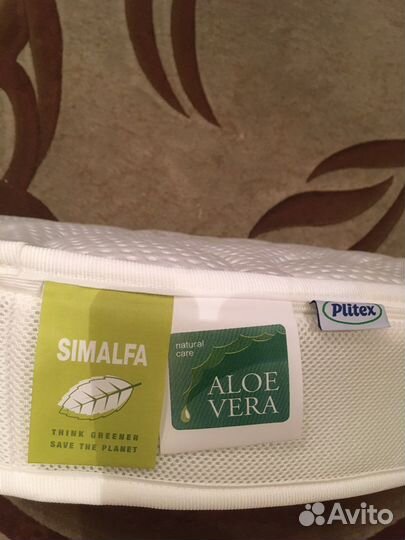 SIMALFA
THINK GREENER
SAVE THE PLANET
natural
care
ALOE
VERA
Plitex
Avito